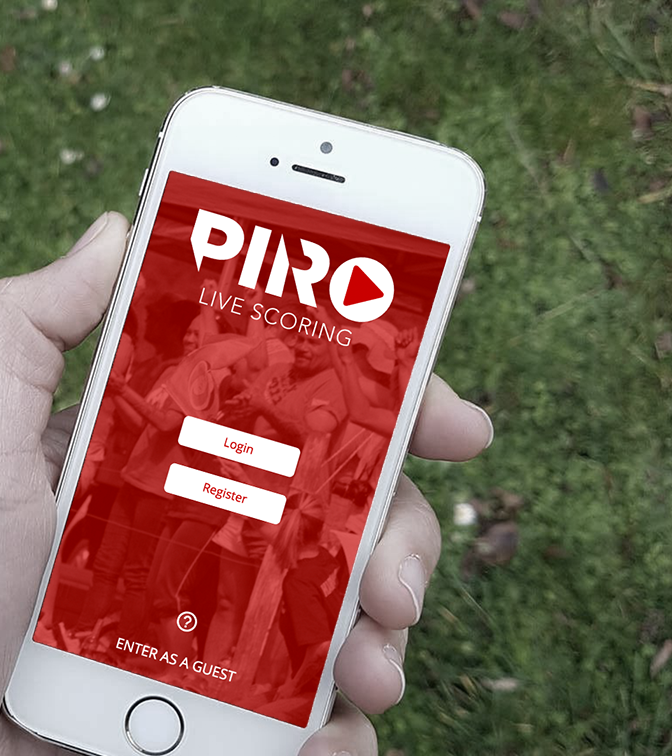 PIRO
LIVE SCORING
Login
Register
?
ENTER AS A GUEST